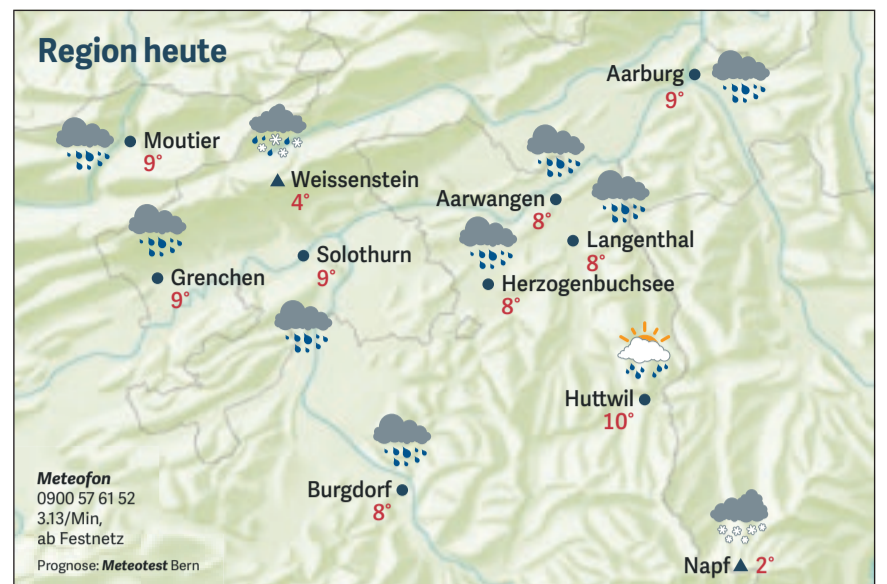 Region heute
Aarburg
9°
Moutier
9°
Weissenstein
4°
Aarwangen
8°
Langenthal
8°
Solothurn
9°
Grenchen
9°
Herzogenbuchsee
8°
Huttwil
10°
Burgdorf
8°
Napf 2°
Meteofon
0900 57 61 52
3.13/Min,
ab Festnetz
Prognose: Meteotest Bern